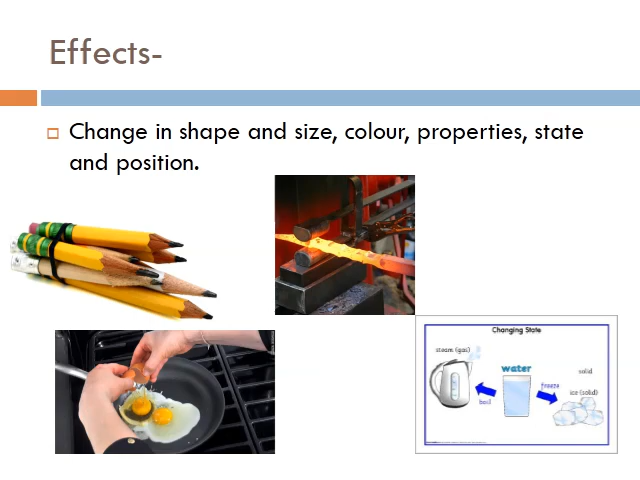 Effects-
Change in shape and size, colour, properties, state
and position.
Changing State
steam (gas)
water
solid
boil
freeze
ice (solid)